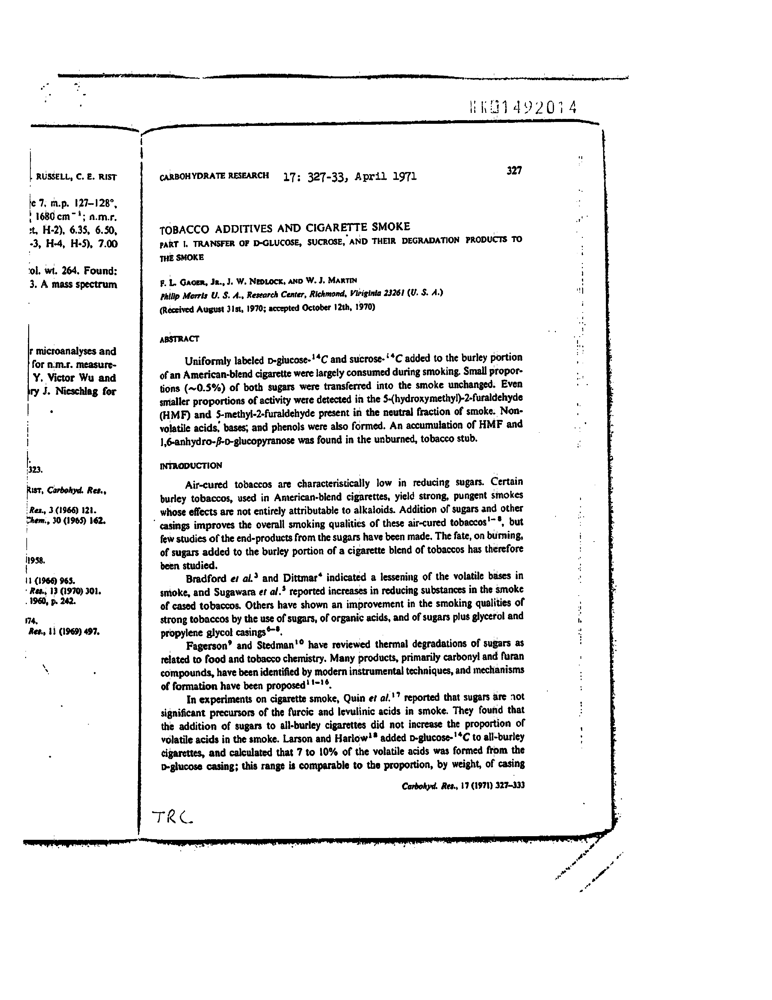 KK01492014
RUSSELL, C. E. RIST
e 7. m.p. 127–128°,
1680 cm⁻¹; n.m.r.
H-2), 6.35, 6.50,
-3, H-4, H-5), 7.00
ol. wt. 264. Found:
3. A mass spectrum
r microanalyses and
for n.m.r. measure-
Y. Victor Wu and
ry J. Nieschlag for
323.
RIST, Carbohyd. Res.,
Res., 3 (1966) 121.
Chem., 30 (1965) 162.
1958.
11 (1966) 965.
Res., 13 (1970) 301.
1960, p. 242.
174.
Res., 11 (1969) 497.
CARBOHYDRATE RESEARCH 17: 327-33, April 1971 327
TOBACCO ADDITIVES AND CIGARETTE SMOKE
PART I. TRANSFER OF D-GLUCOSE, SUCROSE, AND THEIR DEGRADATION PRODUCTS TO
THE SMOKE
F. L. GAGER, JR., J. W. NEDLOCK, AND W. J. MARTIN
Philip Morris U. S. A., Research Center, Richmond, Viriginia 23261 (U. S. A.)
(Received August 31st, 1970; accepted October 12th, 1970)
ABSTRACT
Uniformly labeled D-glucose-¹⁴C and sucrose-¹⁴C added to the burley portion
of an American-blend cigarette were largely consumed during smoking. Small propor-
tions (~0.5%) of both sugars were transferred into the smoke unchanged. Even
smaller proportions of activity were detected in the 5-(hydroxymethyl)-2-furaldehyde
(HMF) and 5-methyl-2-furaldehyde present in the neutral fraction of smoke. Non-
volatile acids, bases, and phenols were also formed. An accumulation of HMF and
1,6-anhydro-β-D-glucopyranose was found in the unburned, tobacco stub.
INTRODUCTION
Air-cured tobaccos are characteristically low in reducing sugars. Certain
burley tobaccos, used in American-blend cigarettes, yield strong, pungent smokes
whose effects are not entirely attributable to alkaloids. Addition of sugars and other
casings improves the overall smoking qualities of these air-cured tobaccos¹⁻⁸, but
few studies of the end-products from the sugars have been made. The fate, on burning,
of sugars added to the burley portion of a cigarette blend of tobaccos has therefore
been studied.
Bradford et al.³ and Dittmar⁴ indicated a lessening of the volatile bases in
smoke, and Sugawara et al.⁵ reported increases in reducing substances in the smoke
of cased tobaccos. Others have shown an improvement in the smoking qualities of
strong tobaccos by the use of sugars, of organic acids, and of sugars plus glycerol and
propylene glycol casings⁶⁻⁸.
Fagerson⁹ and Stedman¹⁰ have reviewed thermal degradations of sugars as
related to food and tobacco chemistry. Many products, primarily carbonyl and furan
compounds, have been identified by modern instrumental techniques, and mechanisms
of formation have been proposed¹¹⁻¹⁶.
In experiments on cigarette smoke, Quin et al.¹⁷ reported that sugars are not
significant precursors of the furoic and levulinic acids in smoke. They found that
the addition of sugars to all-burley cigarettes did not increase the proportion of
volatile acids in the smoke. Larson and Harlow¹⁸ added D-glucose-¹⁴C to all-burley
cigarettes, and calculated that 7 to 10% of the volatile acids was formed from the
D-glucose casing; this range is comparable to the proportion, by weight, of casing
Carbohyd. Res., 17 (1971) 327–333
TRC